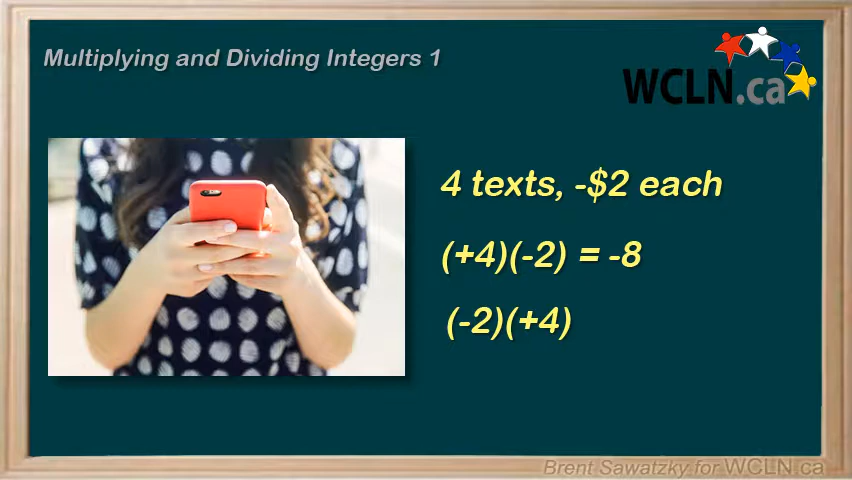 Multiplying and Dividing Integers 1
WCLN.ca
4 texts, -$2 each
(+4)(-2) = -8
(-2)(+4)
Brent Sawatzky for WCLN.ca